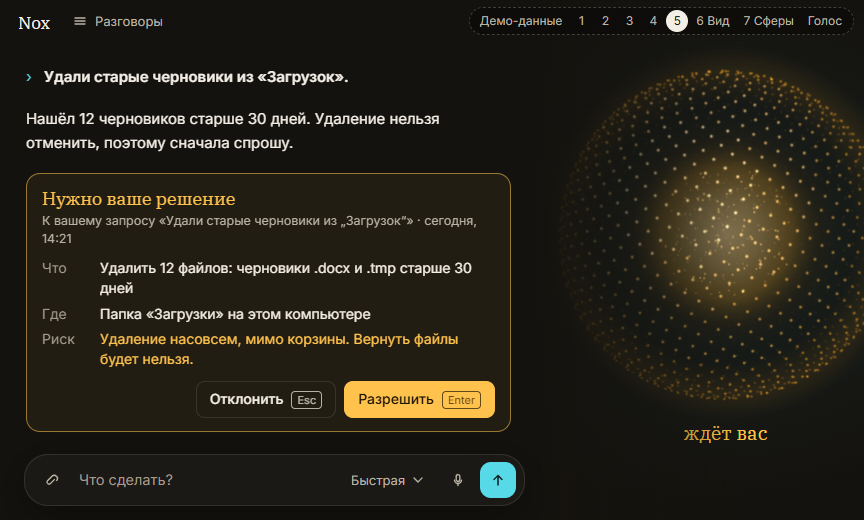 Nox
Разговоры
Демо-данные 1 2 3 4 5 6 Вид 7 Сферы Голос
› Удали старые черновики из «Загрузок».
Нашёл 12 черновиков старше 30 дней. Удаление нельзя
отменить, поэтому сначала спрошу.
Нужно ваше решение
К вашему запросу «Удали старые черновики из „Загрузок“» · сегодня,
14:21
Что Удалить 12 файлов: черновики .docx и .tmp старше 30
дней
Где Папка «Загрузки» на этом компьютере
Риск Удаление насовсем, мимо корзины. Вернуть файлы
будет нельзя.
Отклонить Esc Разрешить Enter
ждёт вас
Что сделать? Быстрая